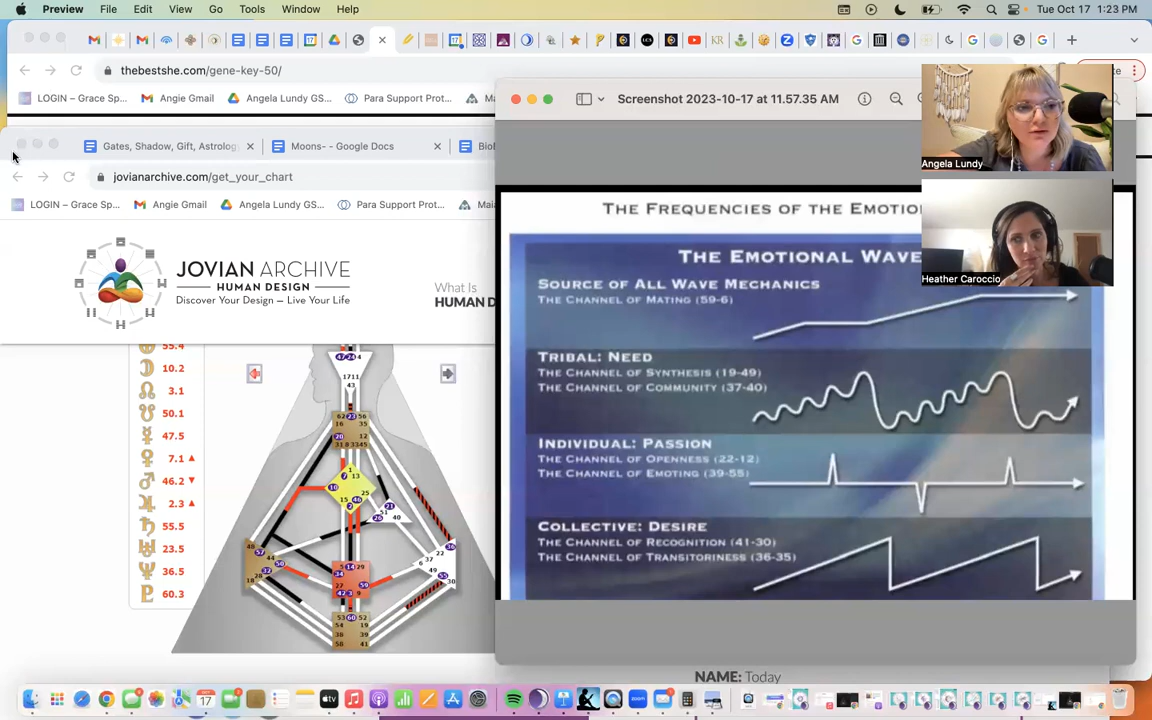 Preview File Edit View Go Tools Window Help Tue Oct 17 1:23 PM
thebestshe.com/gene-key-50/
LOGIN – Grace Sp... Angie Gmail Angela Lundy GS... Para Support Prot...
Screenshot 2023-10-17 at 11.57.35 AM
Gates, Shadow, Gift, Astrolog Moons- - Google Docs
jovianarchive.com/get_your_chart
LOGIN – Grace Sp... Angie Gmail Angela Lundy GS... Para Support Prot...
JOVIAN ARCHIVE
HUMAN DESIGN
Discover Your Design — Live Your Life
What Is
HUMAN D
55.4
10.2
3.1
50.1
47.5
7.1
46.2
2.3
55.5
23.5
36.5
60.3
THE FREQUENCIES OF THE EMOTIO
THE EMOTIONAL WAVE
SOURCE OF ALL WAVE MECHANICS
THE CHANNEL OF MATING (59-6)
TRIBAL: NEED
THE CHANNEL OF SYNTHESIS (19-49)
THE CHANNEL OF COMMUNITY (37-40)
INDIVIDUAL: PASSION
THE CHANNEL OF OPENNESS (22-12)
THE CHANNEL OF EMOTING (39-55)
COLLECTIVE: DESIRE
THE CHANNEL OF RECOGNITION (41-30)
THE CHANNEL OF TRANSITORINESS (36-35)
Angela Lundy
Heather Caroccio
NAME: Today